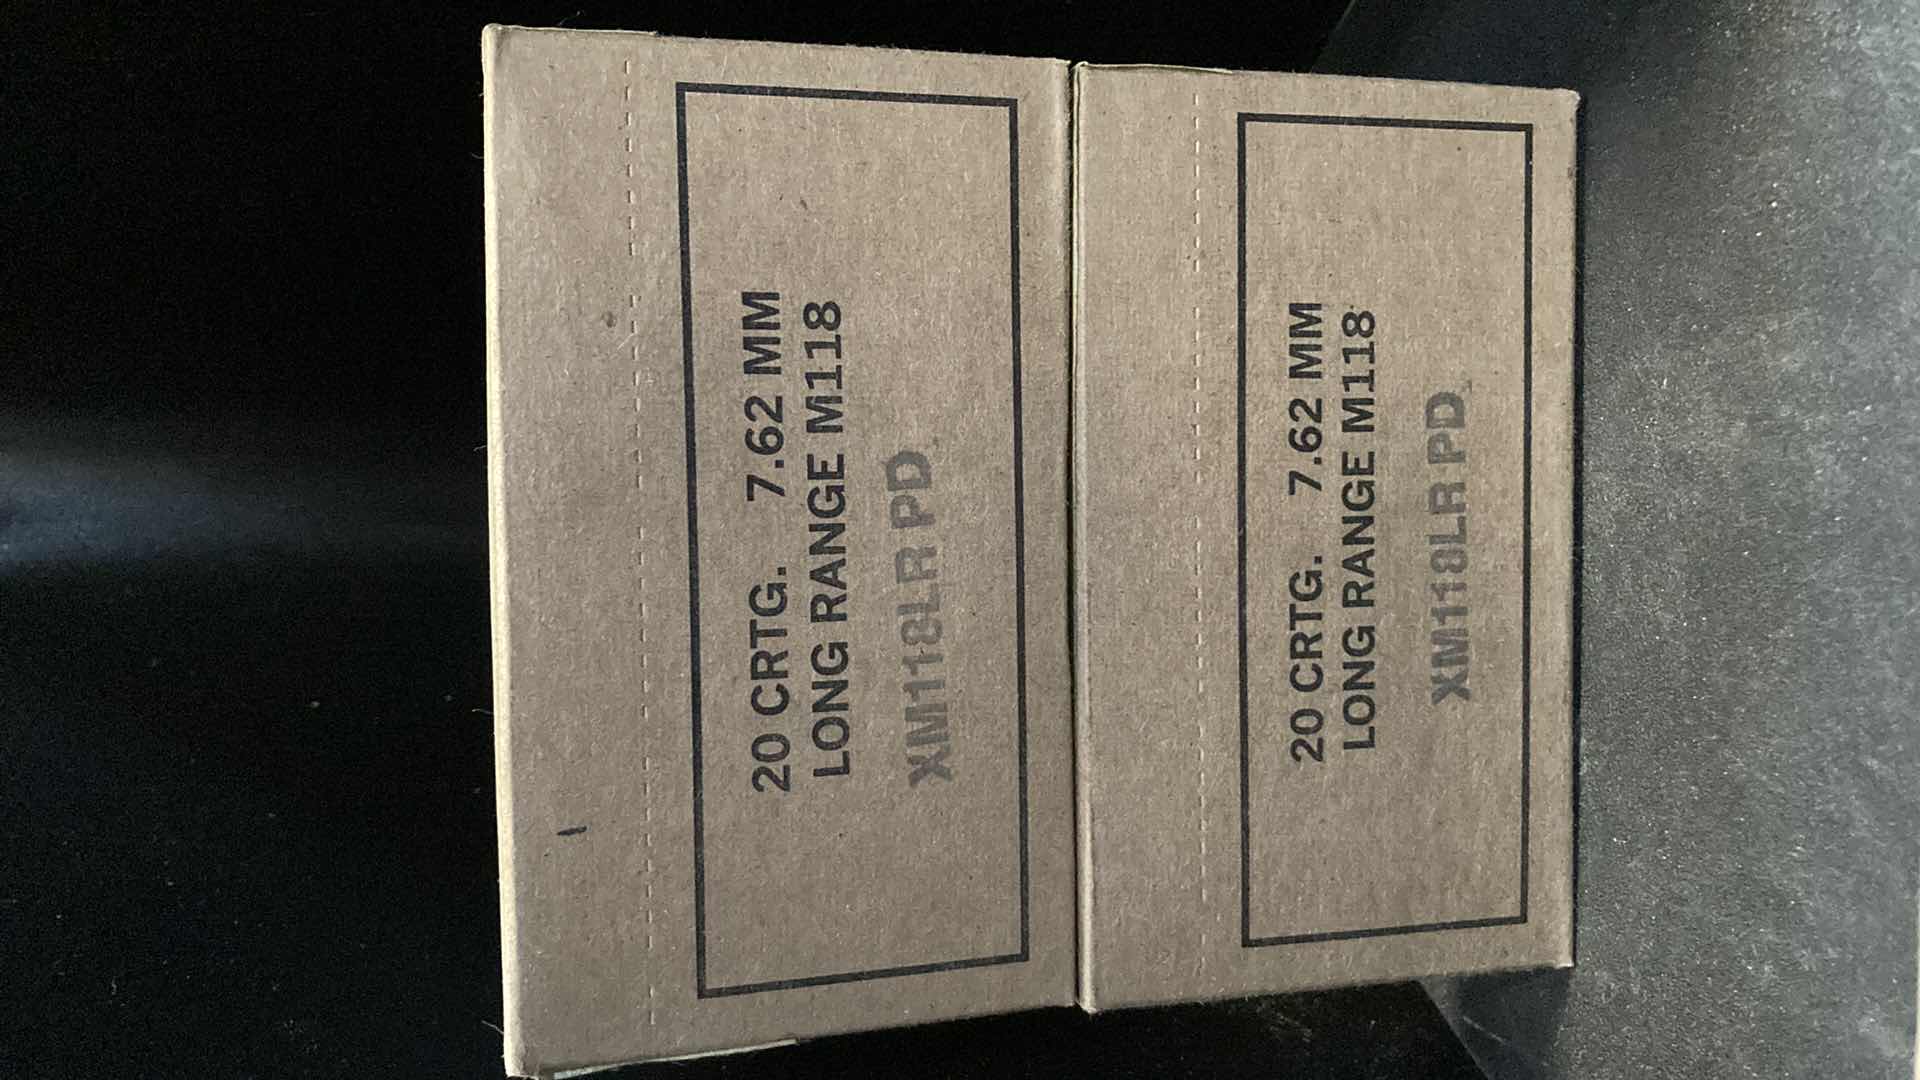 20 CRTG. 7.62 MM
LONG RANGE M118
XM118LR PD
20 CRTG. 7.62 MM
LONG RANGE M118
XM118LR PD